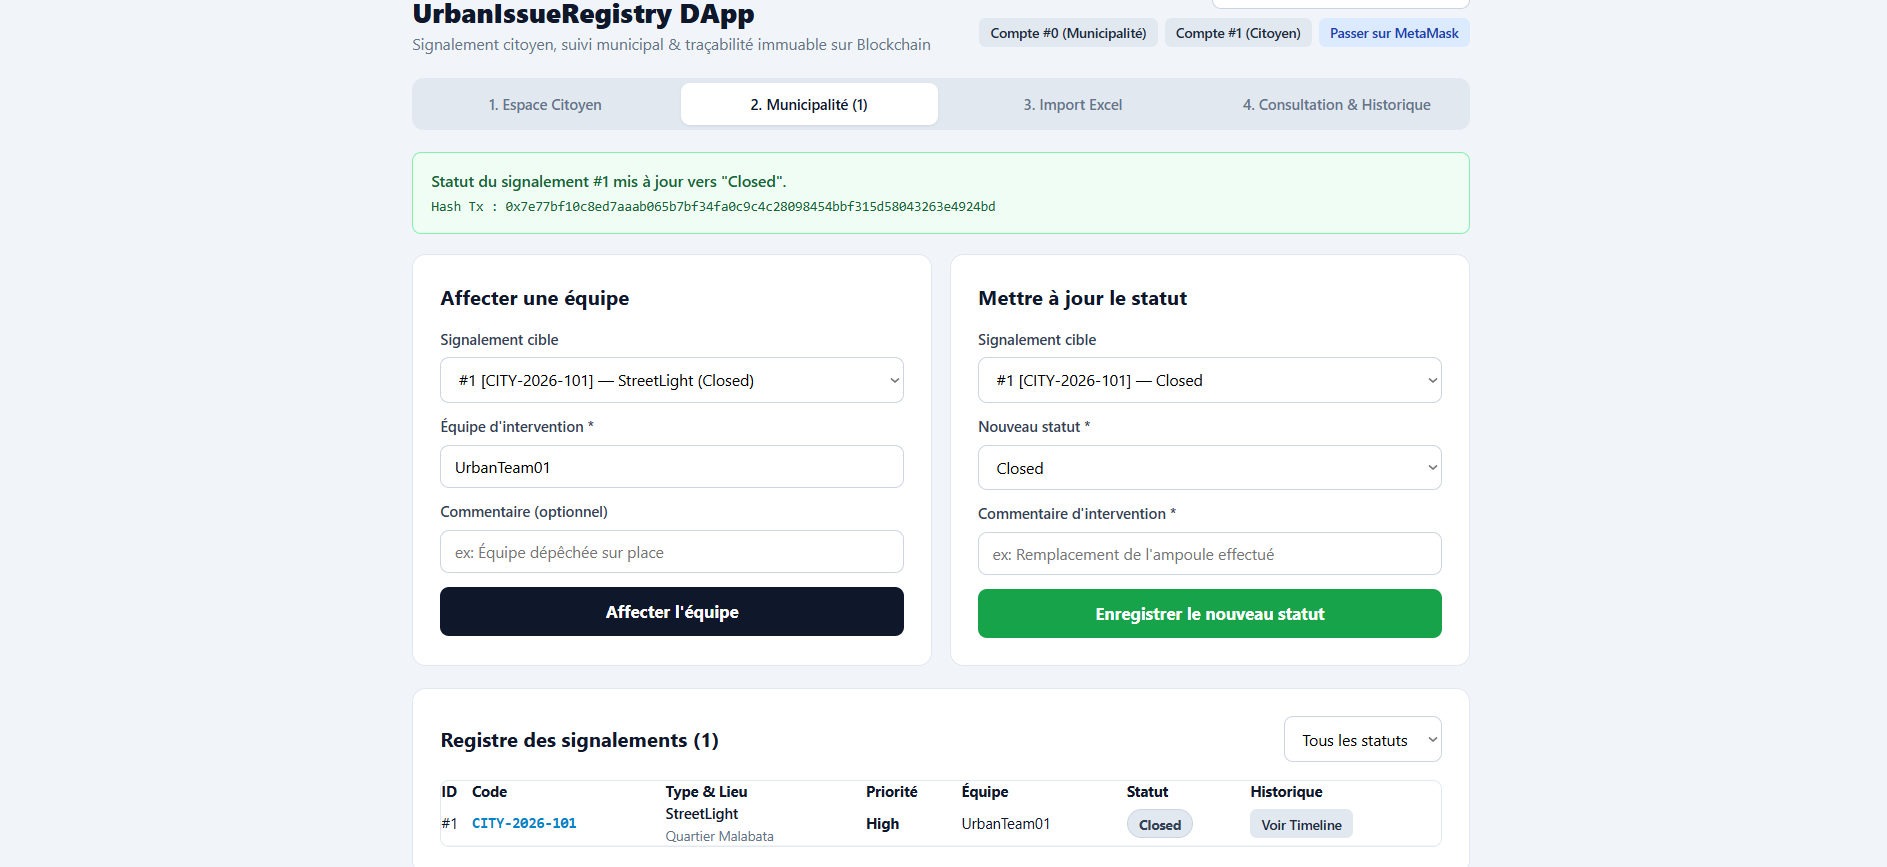 UrbanIssueRegistry DApp
Signalement citoyen, suivi municipal & traçabilité immuable sur Blockchain
Compte #0 (Municipalité)
Compte #1 (Citoyen)
Passer sur MetaMask
1. Espace Citoyen
2. Municipalité (1)
3. Import Excel
4. Consultation & Historique
Statut du signalement #1 mis à jour vers "Closed".
Hash Tx : 0x7e77bf10c8ed7aaab065b7bf34fa0c9c4c28098454bbf315d58043263e4924bd
Affecter une équipe
Signalement cible
#1 [CITY-2026-101] — StreetLight (Closed)
Équipe d'intervention *
UrbanTeam01
Commentaire (optionnel)
ex: Équipe dépêchée sur place
Affecter l'équipe
Mettre à jour le statut
Signalement cible
#1 [CITY-2026-101] — Closed
Nouveau statut *
Closed
Commentaire d'intervention *
ex: Remplacement de l'ampoule effectué
Enregistrer le nouveau statut
Registre des signalements (1)
Tous les statuts
ID Code Type & Lieu Priorité Équipe Statut Historique
#1 CITY-2026-101 StreetLight High UrbanTeam01 Closed Voir Timeline
Quartier Malabata